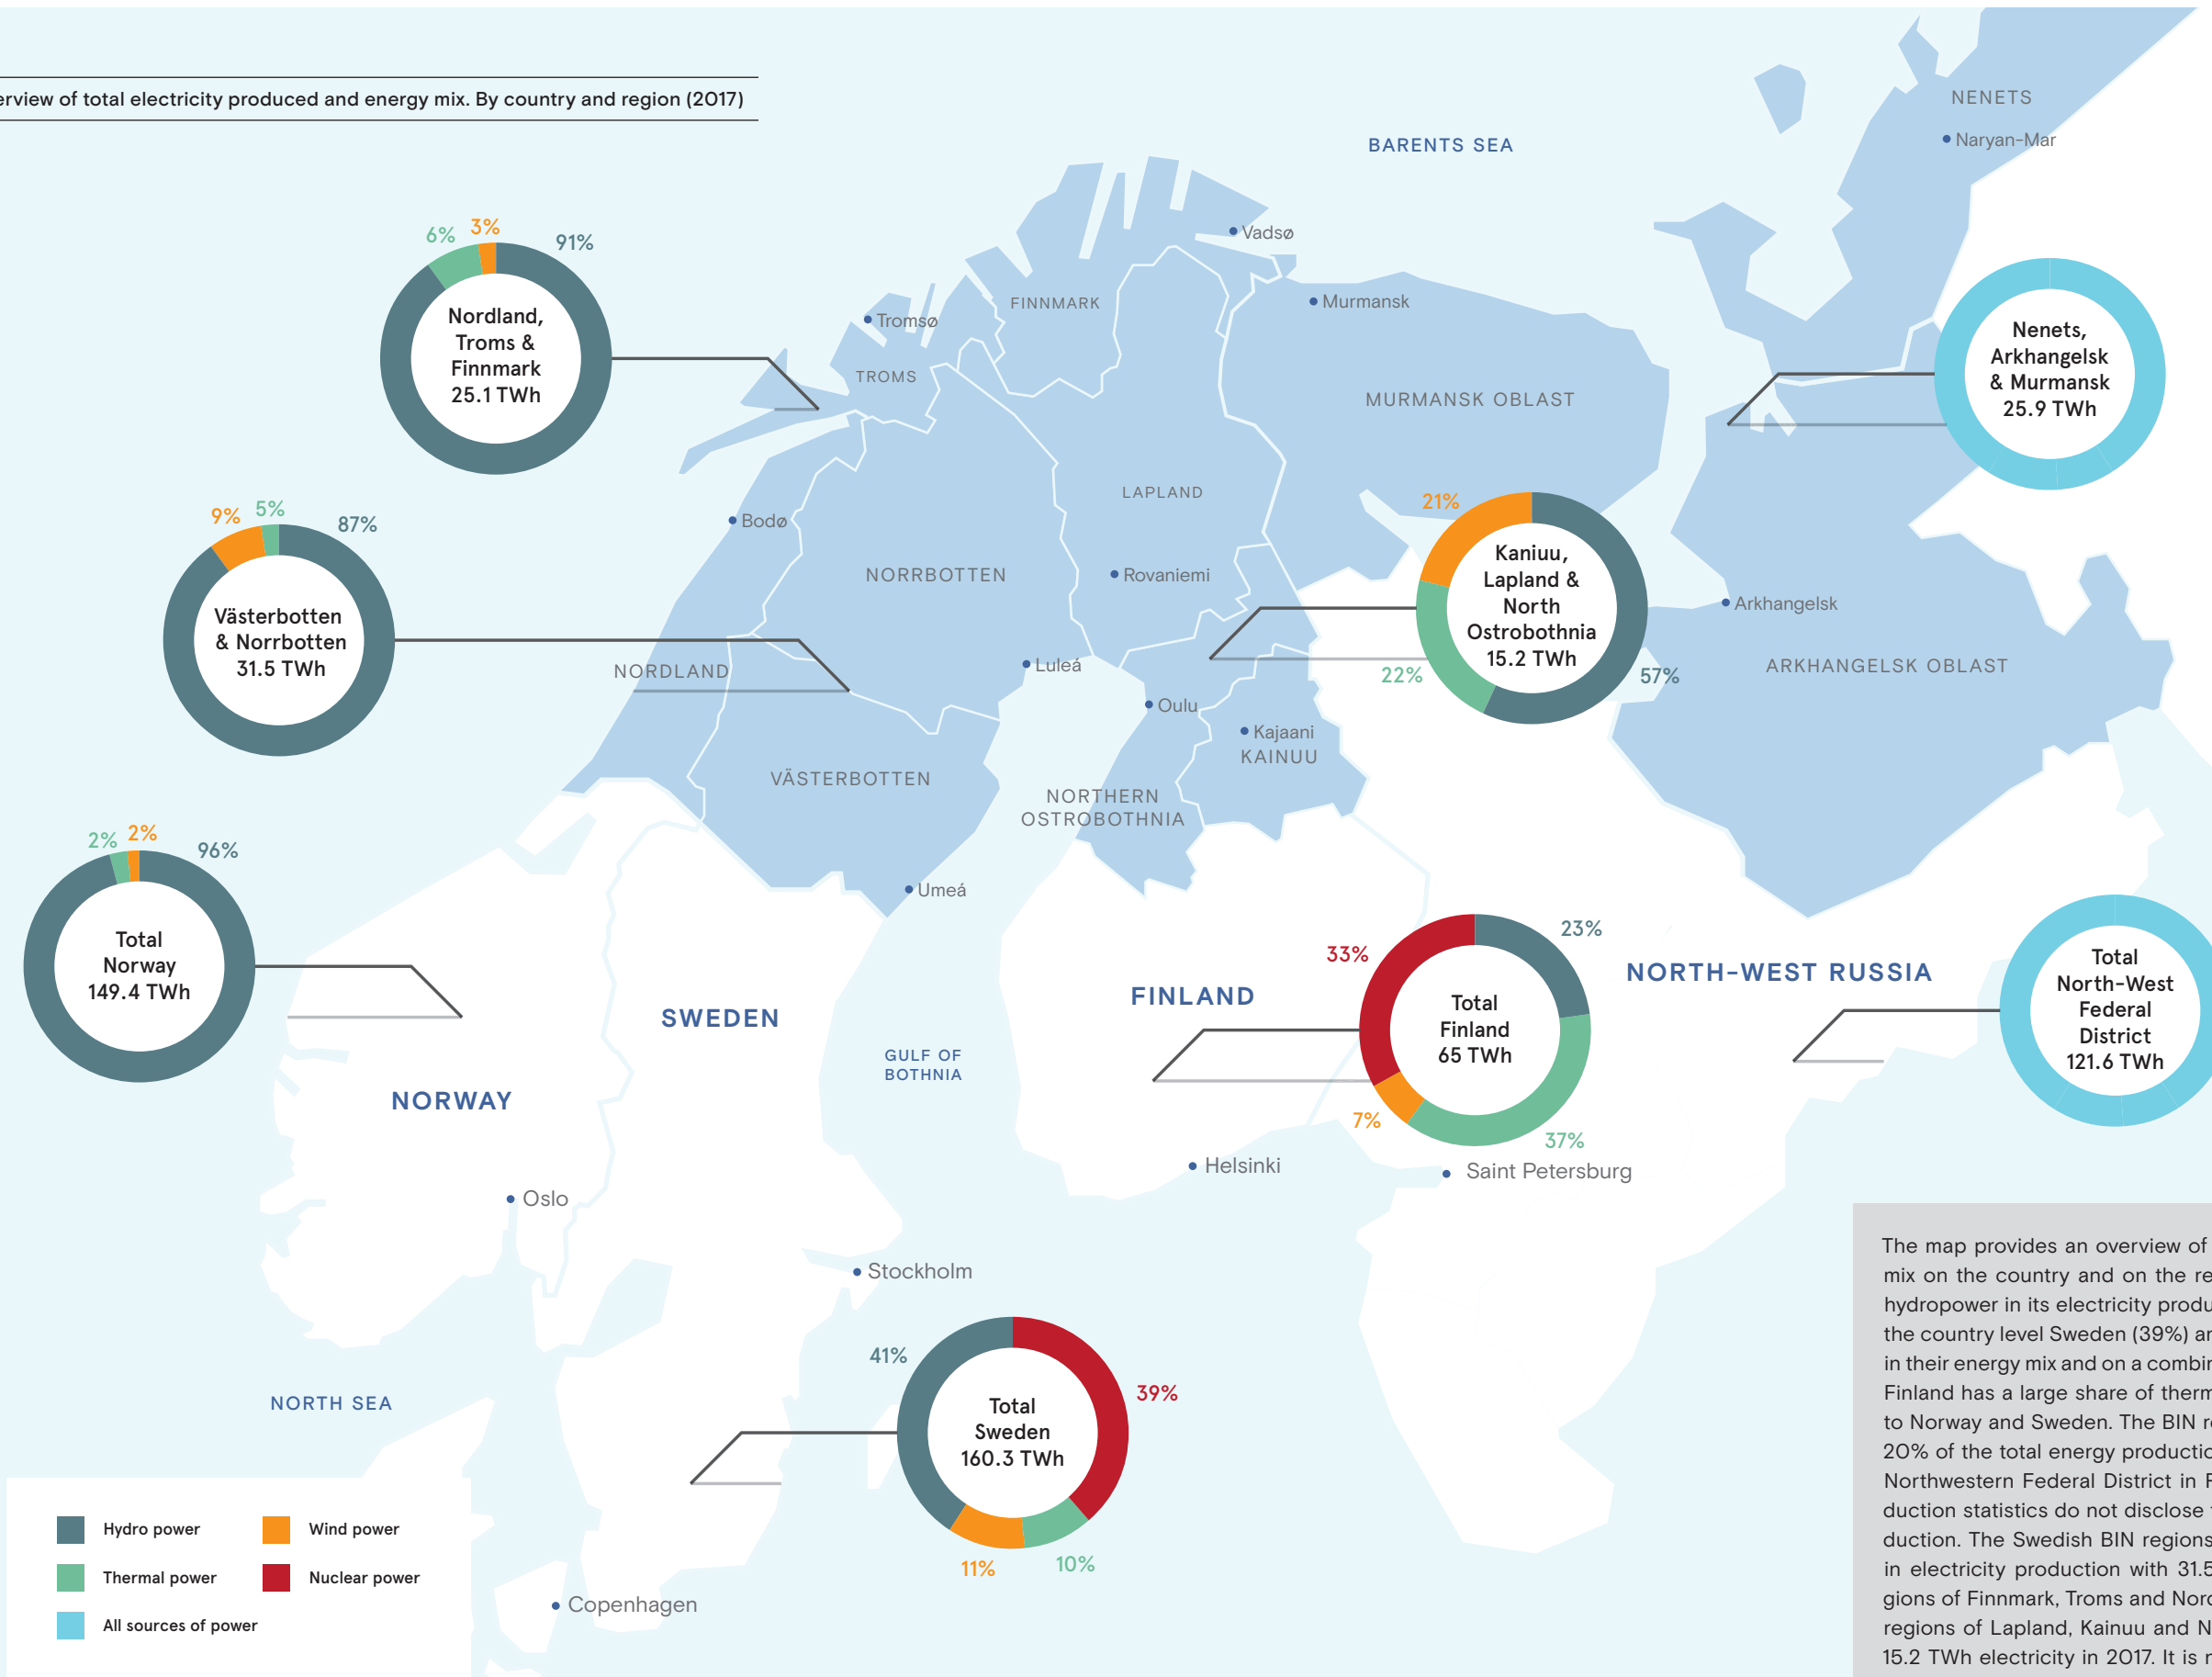 erview of total electricity produced and energy mix. By country and region (2017)
NENETS
Naryan-Mar
BARENTS SEA
6%
3%
91%
Nordland,
Troms &
Finnmark
25.1 TWh
Vadsø
FINNMARK
Murmansk
Tromsø
TROMS
MURMANSK OBLAST
Nenets,
Arkhangelsk
& Murmansk
25.9 TWh
9%
5%
87%
Västerbotten
& Norrbotten
31.5 TWh
Bodø
LAPLAND
NORRBOTTEN
Rovaniemi
21%
Kaniuu,
Lapland &
North
Ostrobothnia
15.2 TWh
22%
57%
Arkhangelsk
ARKHANGELSK OBLAST
NORDLAND
Luleá
Oulu
Kajaani
KAINUU
VÄSTERBOTTEN
NORTHERN
OSTROBOTHNIA
Umeá
2%
2%
96%
Total
Norway
149.4 TWh
33%
23%
Total
Finland
65 TWh
7%
37%
FINLAND
NORTH-WEST RUSSIA
Total
North-West
Federal
District
121.6 TWh
SWEDEN
GULF OF
BOTHNIA
NORWAY
Helsinki
Saint Petersburg
Oslo
Stockholm
41%
39%
Total
Sweden
160.3 TWh
11%
10%
NORTH SEA
Copenhagen
Hydro power
Wind power
Thermal power
Nuclear power
All sources of power
The map provides an overview of
mix on the country and on the re
hydropower in its electricity produ
the country level Sweden (39%) an
in their energy mix and on a combin
Finland has a large share of therm
to Norway and Sweden. The BIN re
20% of the total energy productio
Northwestern Federal District in R
duction statistics do not disclose t
duction. The Swedish BIN regions
in electricity production with 31.5
gions of Finnmark, Troms and Nord
regions of Lapland, Kainuu and N
15.2 TWh electricity in 2017. It is n